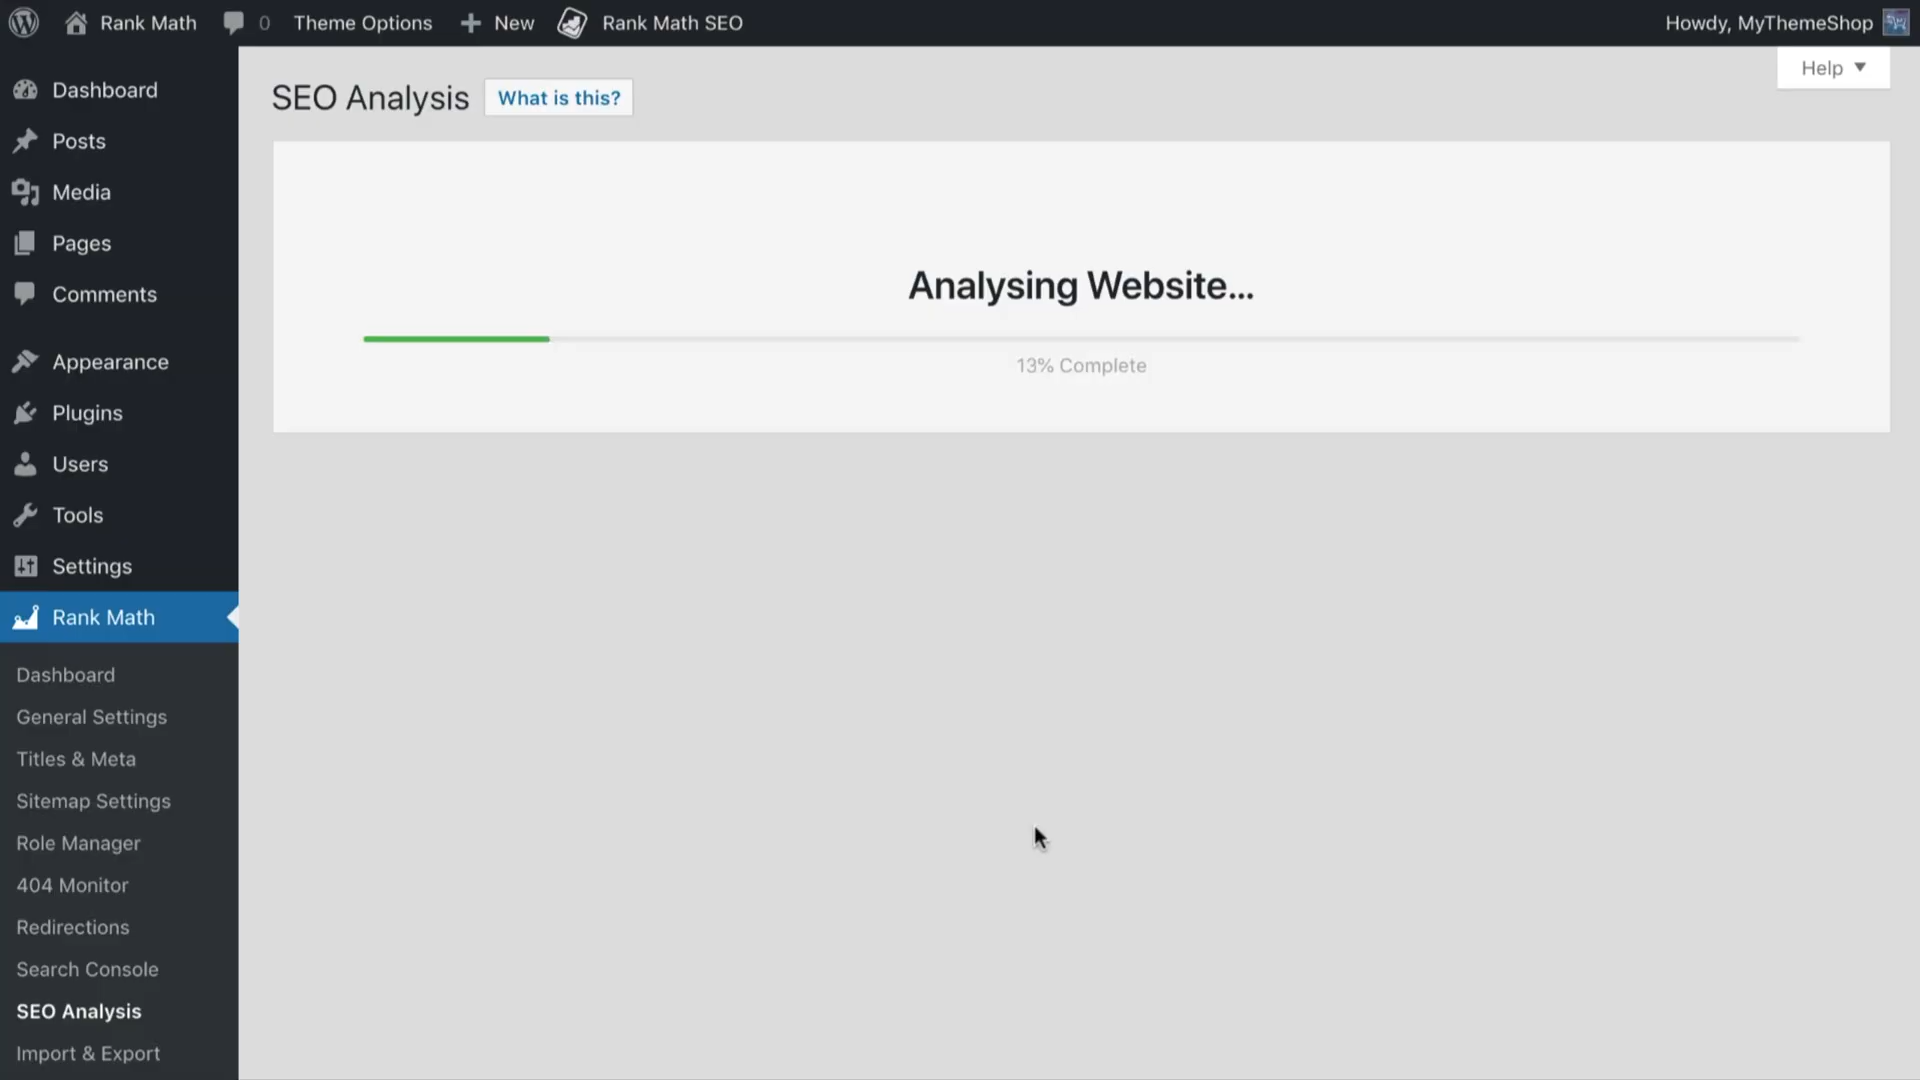 Rank Math
0
Theme Options
New
Rank Math SEO
Howdy, MyThemeShop
Help
Dashboard
Posts
Media
Pages
Comments
Appearance
Plugins
Users
Tools
Settings
Rank Math
Dashboard
General Settings
Titles & Meta
Sitemap Settings
Role Manager
404 Monitor
Redirections
Search Console
SEO Analysis
Import & Export
SEO Analysis
What is this?
Analysing Website...
13% Complete